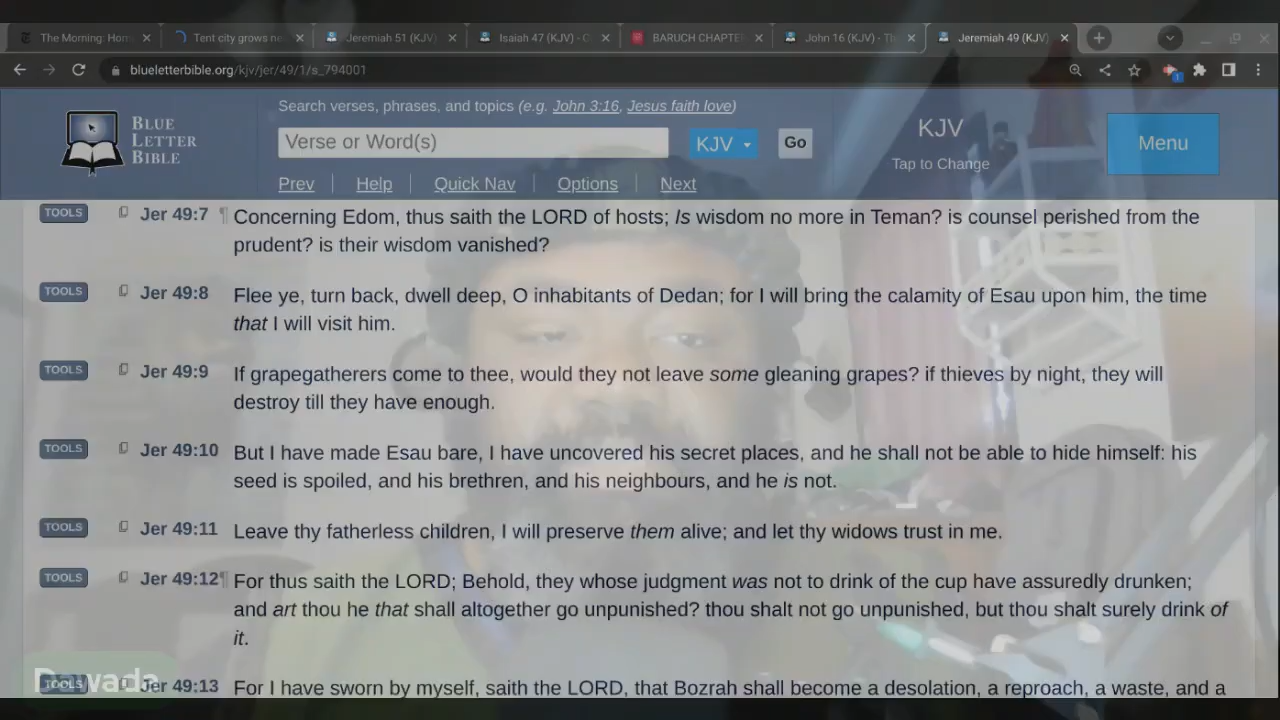 The Morning: Hom
Tent city grows ne
Jeremiah 51 (KJV)
Isaiah 47 (KJV) - C
BARUCH CHAPTE
John 16 (KJV) - Th
Jeremiah 49 (KJV)
blueletterbible.org/kjv/jer/49/1/s_794001
Search verses, phrases, and topics (e.g. John 3:16, Jesus faith love)
BLUE
LETTER
BIBLE
Verse or Word(s)
KJV
Go
KJV
Tap to Change
Menu
Prev
Help
Quick Nav
Options
Next
TOOLS Jer 49:7 ¶ Concerning Edom, thus saith the LORD of hosts; Is wisdom no more in Teman? is counsel perished from the
prudent? is their wisdom vanished?
TOOLS Jer 49:8 Flee ye, turn back, dwell deep, O inhabitants of Dedan; for I will bring the calamity of Esau upon him, the time
that I will visit him.
TOOLS Jer 49:9 If grapegatherers come to thee, would they not leave some gleaning grapes? if thieves by night, they will
destroy till they have enough.
TOOLS Jer 49:10 But I have made Esau bare, I have uncovered his secret places, and he shall not be able to hide himself: his
seed is spoiled, and his brethren, and his neighbours, and he is not.
TOOLS Jer 49:11 Leave thy fatherless children, I will preserve them alive; and let thy widows trust in me.
TOOLS Jer 49:12¶ For thus saith the LORD; Behold, they whose judgment was not to drink of the cup have assuredly drunken;
and art thou he that shall altogether go unpunished? thou shalt not go unpunished, but thou shalt surely drink of
it.
Dawada
TOOLS Jer 49:13 For I have sworn by myself, saith the LORD, that Bozrah shall become a desolation, a reproach, a waste, and a